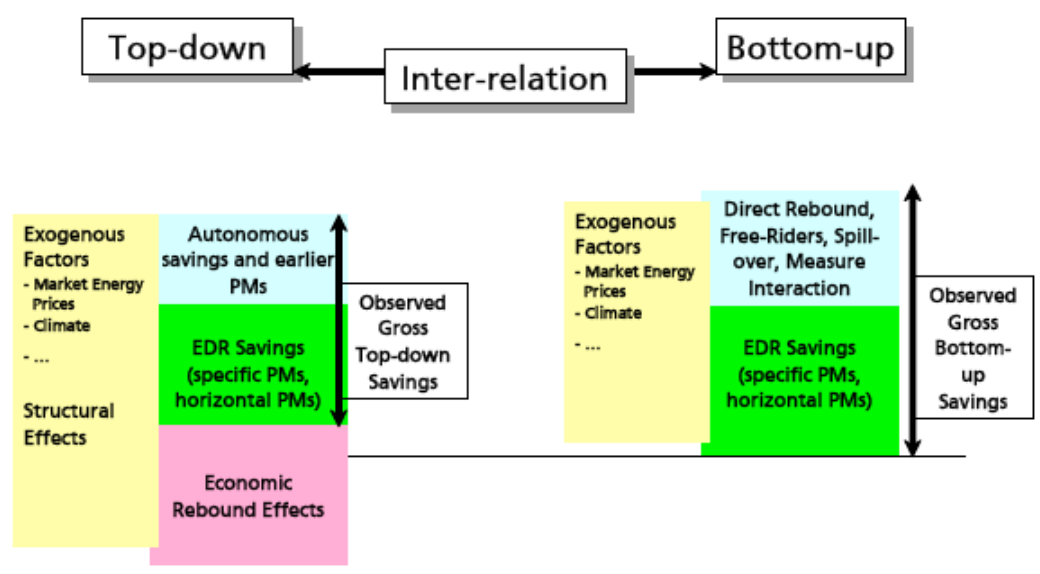 Top-down
Inter-relation
Bottom-up
Exogenous
Factors
- Market Energy
Prices
- Climate
- ...
Structural
Effects
Autonomous
savings and earlier
PMs
EDR Savings
(specific PMs,
horizontal PMs)
Economic
Rebound Effects
Observed
Gross
Top-down
Savings
Exogenous
Factors
- Market Energy
Prices
- Climate
- ...
Direct Rebound,
Free-Riders, Spill-
over, Measure
Interaction
EDR Savings
(specific PMs,
horizontal PMs)
Observed
Gross
Bottom-
up
Savings